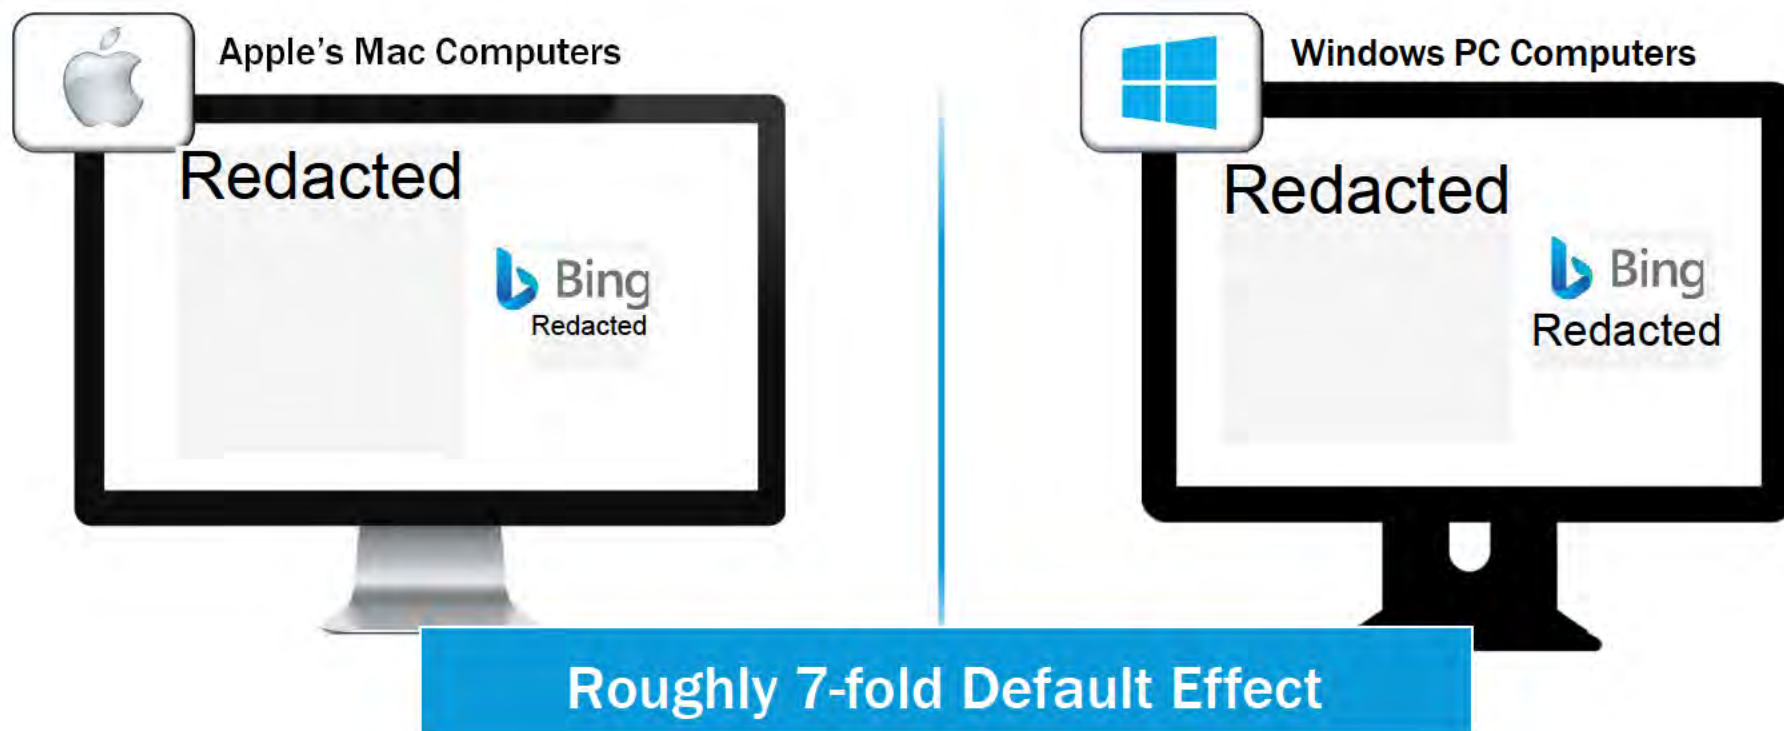 Apple's Mac Computers
Redacted
Bing
Redacted
Windows PC Computers
Redacted
Bing
Redacted
Roughly 7-fold Default Effect